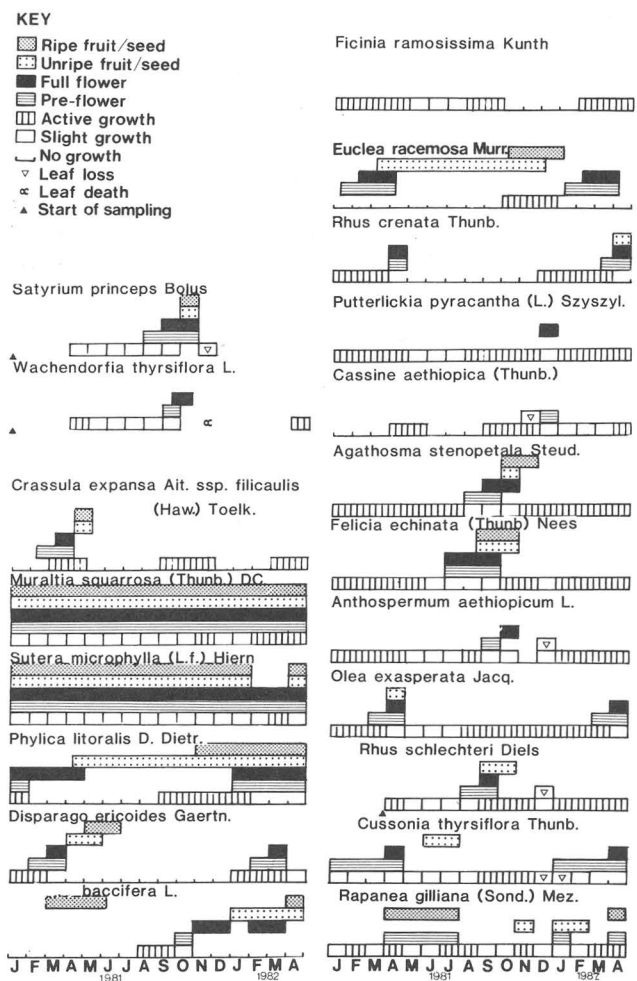 KEY
Ripe fruit/seed
Unripe fruit/seed
Full flower
Pre-flower
Active growth
Slight growth
No growth
Leaf loss
Leaf death
Start of sampling
Satyrium princeps Bolus
Wachendorfia thyrsiflora L.
Crassula expansa Ait. ssp. filicaulis
(Haw.) Toelk.
Muraltia squarrosa (Thunb.) DC.
Sutera microphylla (L.f.) Hiern
Phylica litoralis D. Dietr.
Disparago ericoides Gaertn.
baccifera L.
J F M A M J J A S O N D J F M A
1981 1982
Ficinia ramosissima Kunth
Euclea racemosa Murr.
Rhus crenata Thunb.
Putterlickia pyracantha (L.) Szyszyl.
Cassine aethiopica (Thunb.)
Agathosma stenopetala Steud.
Felicia echinata (Thunb) Nees
Anthospermum aethiopicum L.
Olea exasperata Jacq.
Rhus schlechteri Diels
Cussonia thyrsiflora Thunb.
Rapanea gilliana (Sond.) Mez.
J F M A M J J A S O N D J F M A
1981